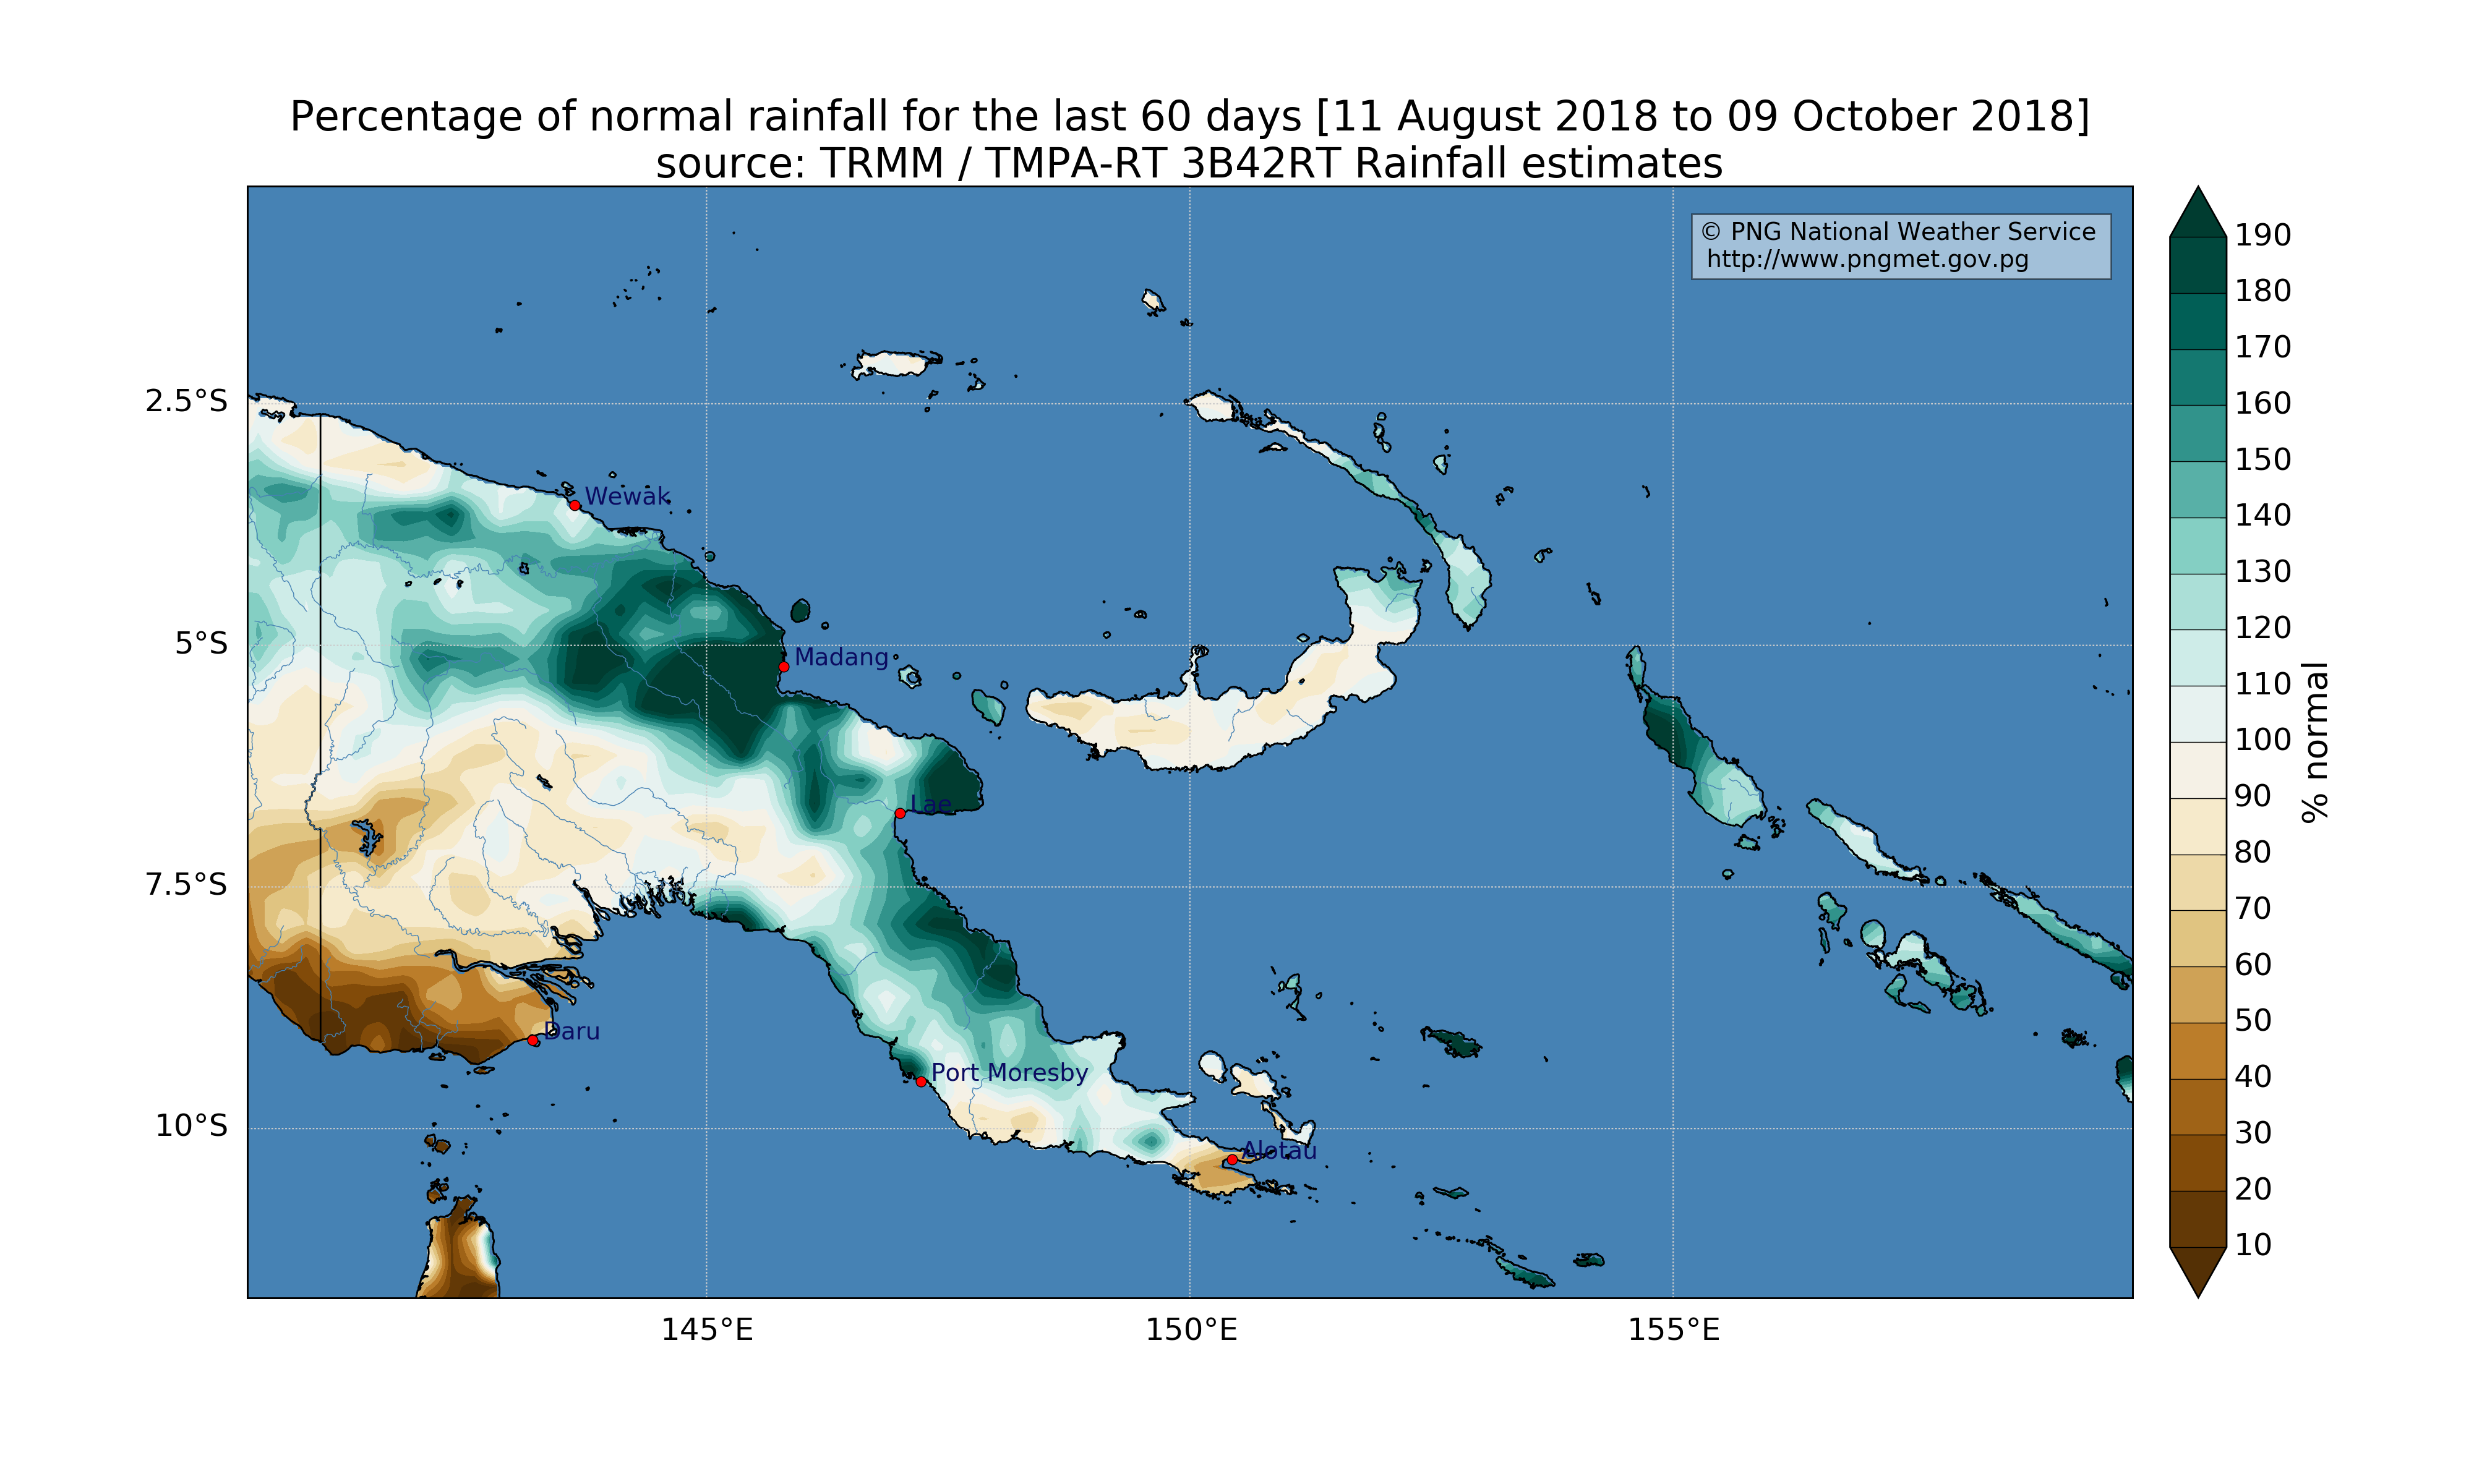 Percentage of normal rainfall for the last 60 days [11 August 2018 to 09 October 2018]
source: TRMM / TMPA-RT 3B42RT Rainfall estimates
© PNG National Weather Service
http://www.pngmet.gov.pg
2.5°S
5°S
7.5°S
10°S
Wewak
Madang
Lae
Daru
Port Moresby
Alotau
145°E
150°E
155°E
190
180
170
160
150
140
130
120
110
100
90
80
70
60
50
40
30
20
10
% normal